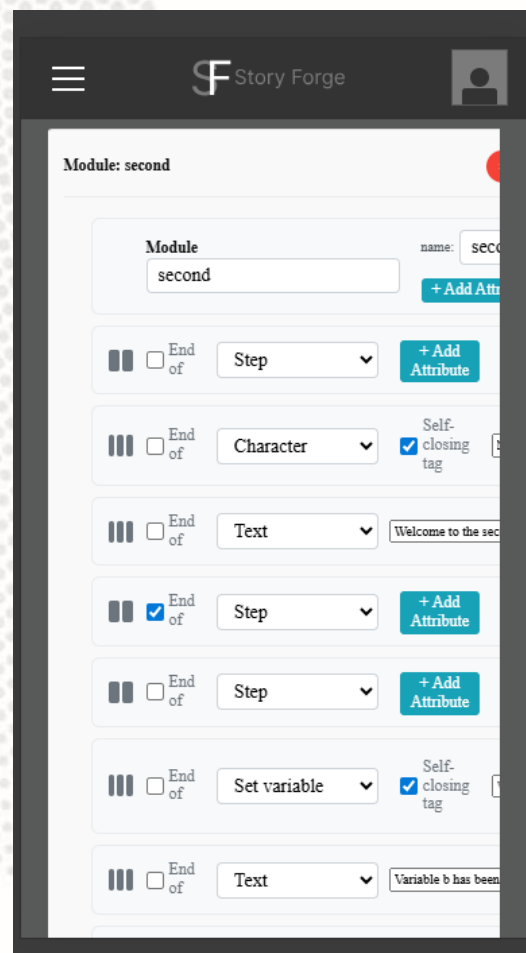 SF Story Forge
Module: second
Module
name:
second
+ Add
End of
Step
+ Add Attribute
End of
Character
Self-closing tag
End of
Text
Welcome to the
End of
Step
+ Add Attribute
End of
Step
+ Add Attribute
End of
Set variable
Self-closing tag
End of
Text
Variable b has been